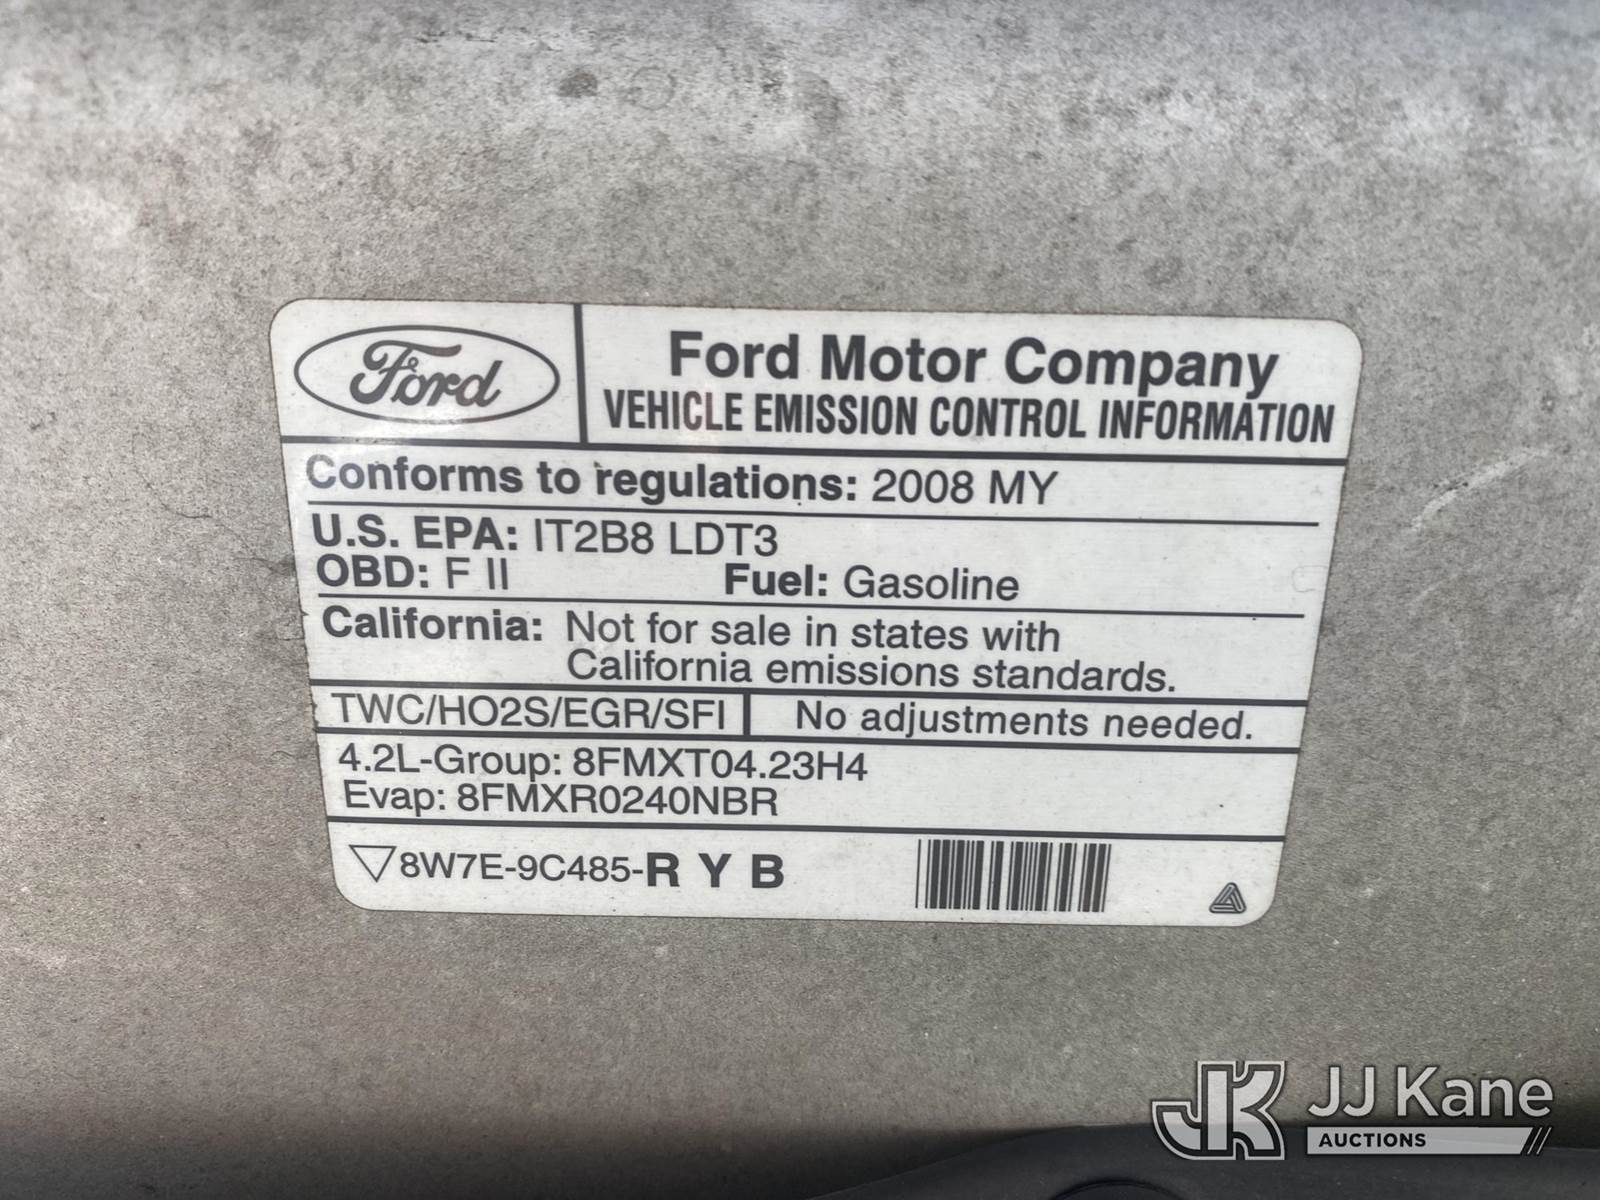 Ford
Ford Motor Company
VEHICLE EMISSION CONTROL INFORMATION
Conforms to regulations: 2008 MY
U.S. EPA: IT2B8 LDT3
OBD: F II Fuel: Gasoline
California: Not for sale in states with
California emissions standards.
TWC/HO2S/EGR/SFI No adjustments needed.
4.2L-Group: 8FMXT04.23H4
Evap: 8FMXR0240NBR
8W7E-9C485-R Y B
JK JJ Kane
AUCTIONS